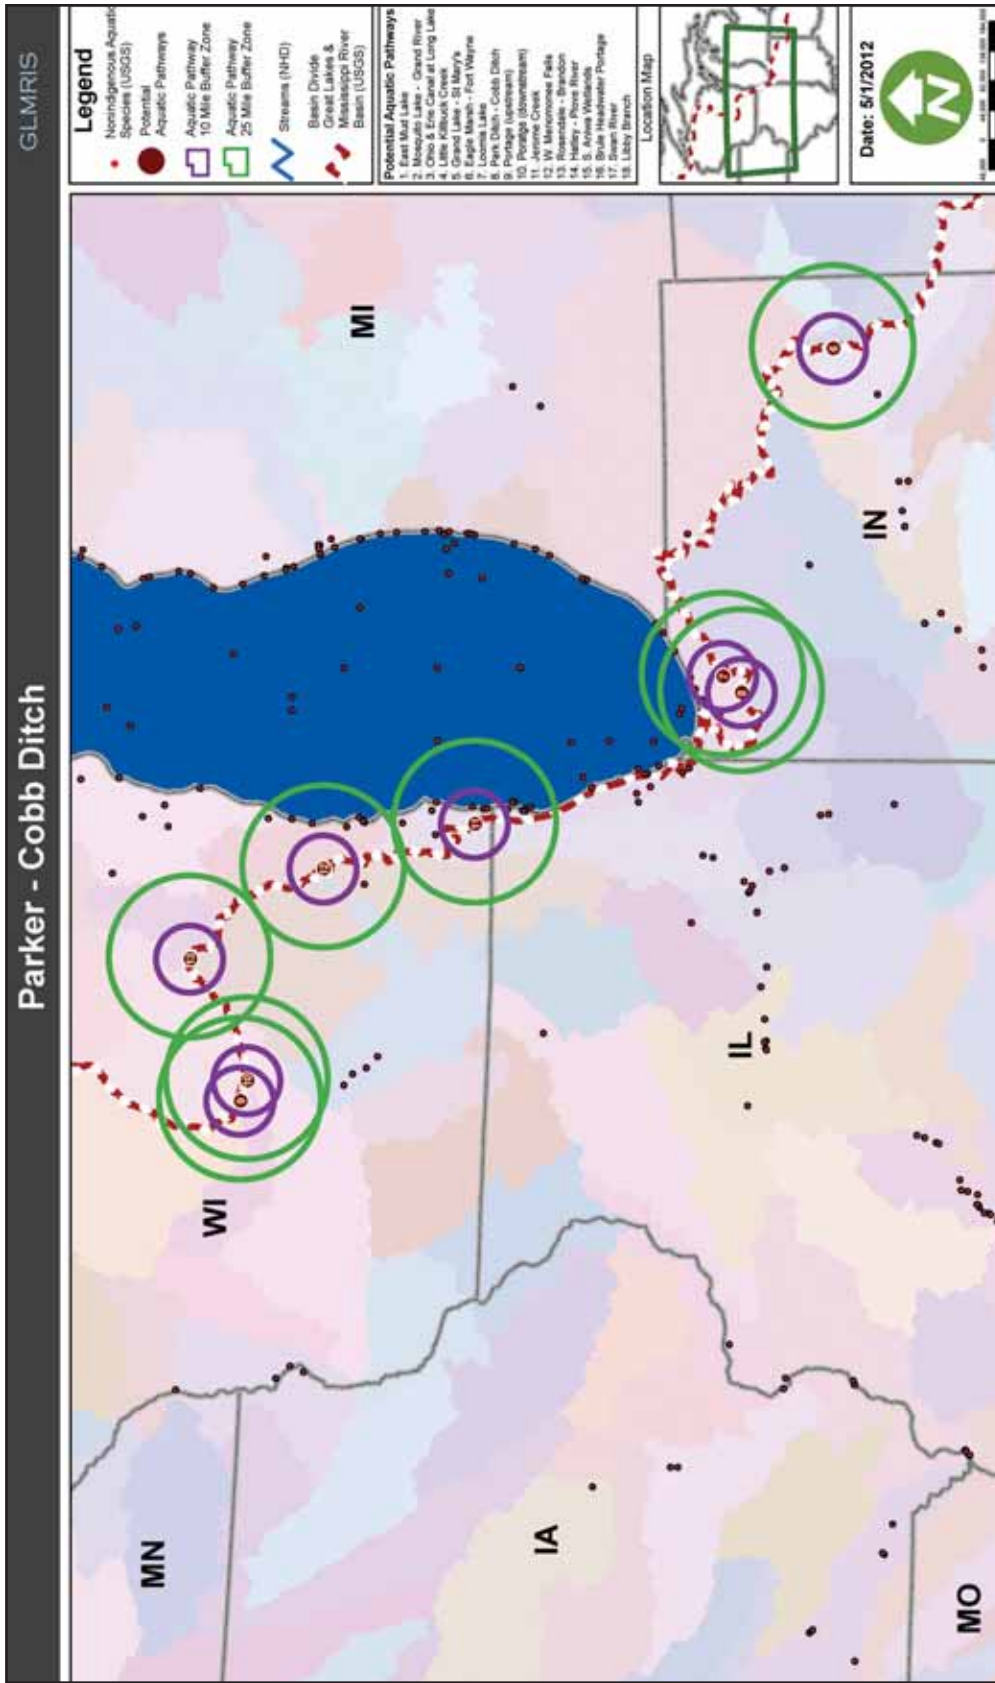 Parker - Cobb Ditch
GLMRIS
MN
WI
MI
IA
IL
IN
MO
Legend
Nonindigenous Aquatic
Species (USGS)
Potential
Aquatic Pathways
Aquatic Pathway
10 Mile Buffer Zone
Aquatic Pathway
25 Mile Buffer Zone
Streams (NHD)
Basin Divide
Great Lakes &
Mississippi River
Basin (USGS)
Potential Aquatic Pathways
1. East Mud Lake
2. Mosquito Lake - Grand River
3. Ohio & Erie Canal at Long Lake
4. Little Killbuck Creek
5. Grand Lake - St Mary's
6. Eagle Marsh - Fort Wayne
7. Loomis Lake
8. Park Ditch - Cobb Ditch
9. Portage (upstream)
10. Poratge (downstream)
11. Jerome Creek
12. W. Menomonee Falls
13. Rosendale - Brandon
14. Hatley - Plover River
15. S. Aniwa Wetlands
16. Brule Headwater Portage
17. Swan River
18. Libby Branch
Location Map
Date: 5/1/2012
N